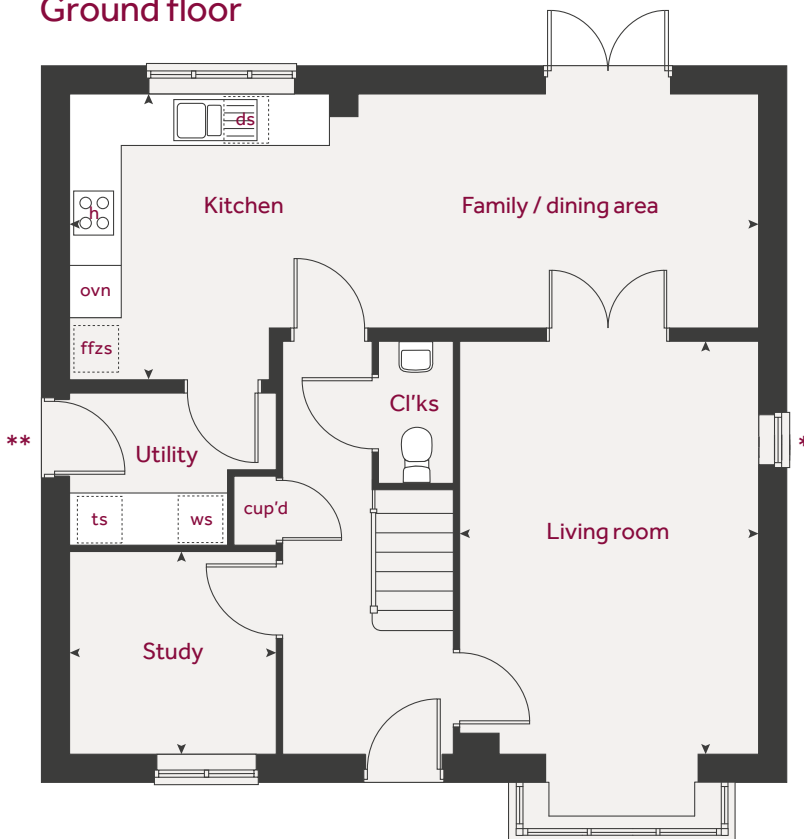 Ground floor
ds
Kitchen
Family / dining area
h
ovn
ffzs
Cl'ks
**
Utility
*
ts
ws
cup'd
Living room
Study